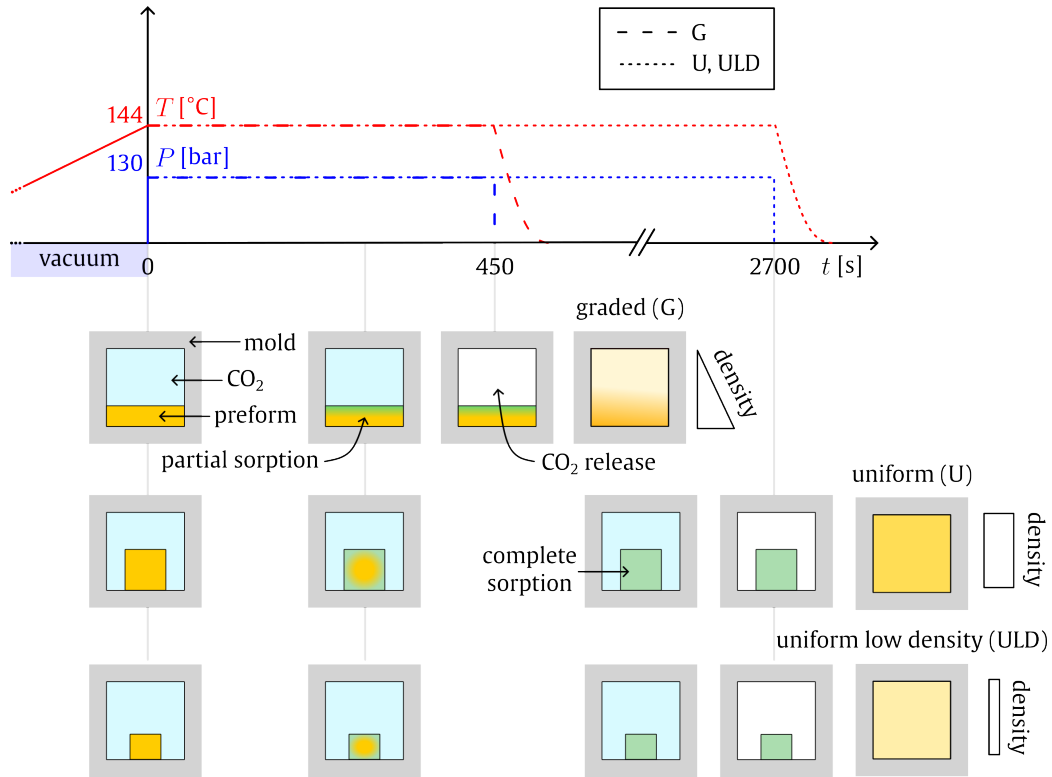 G
U, ULD
144 T [°C]
130 P [bar]
vacuum
0 450 2700 t [s]
graded (G)
mold
CO₂
preform
density
partial sorption
CO₂ release
uniform (U)
complete
sorption
density
uniform low density (ULD)
density